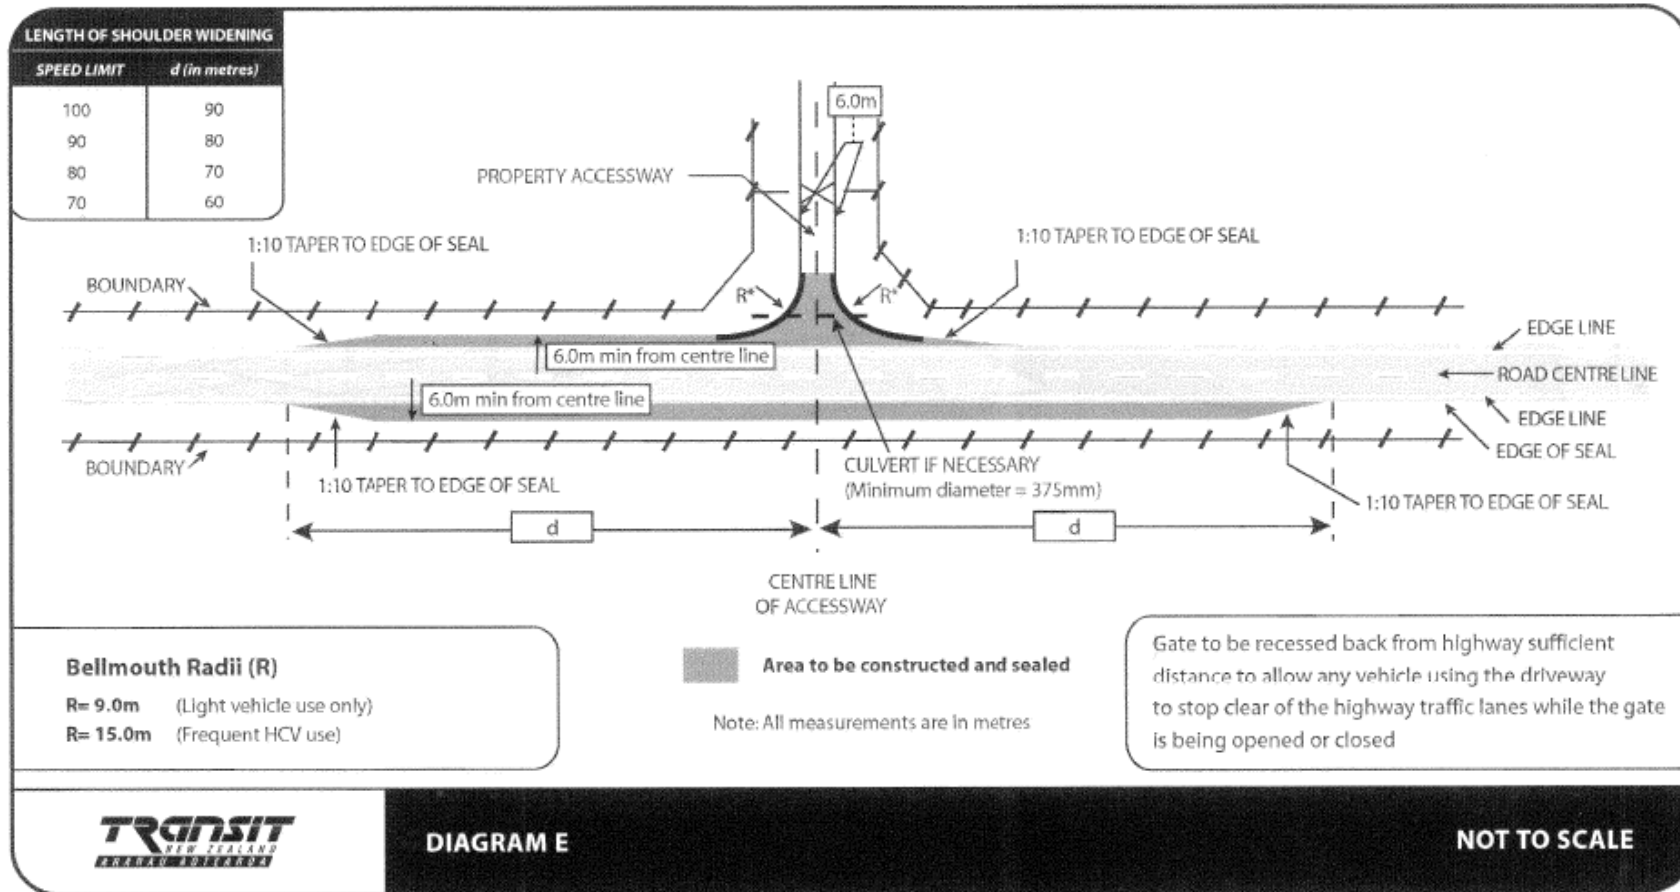 LENGTH OF SHOULDER WIDENING
SPEED LIMIT d (in metres)
100 90
90 80
80 70
70 60
6.0m
PROPERTY ACCESSWAY
1:10 TAPER TO EDGE OF SEAL
1:10 TAPER TO EDGE OF SEAL
BOUNDARY
R*
R*
EDGE LINE
6.0m min from centre line
ROAD CENTRE LINE
6.0m min from centre line
EDGE LINE
EDGE OF SEAL
BOUNDARY
CULVERT IF NECESSARY
(Minimum diameter = 375mm)
1:10 TAPER TO EDGE OF SEAL
1:10 TAPER TO EDGE OF SEAL
d
d
CENTRE LINE
OF ACCESSWAY
Bellmouth Radii (R)
R= 9.0m (Light vehicle use only)
R= 15.0m (Frequent HCV use)
Area to be constructed and sealed
Note: All measurements are in metres
Gate to be recessed back from highway sufficient
distance to allow any vehicle using the driveway
to stop clear of the highway traffic lanes while the gate
is being opened or closed
TRANSIT
NEW ZEALAND
ARARAU AOTEAROA
DIAGRAM E
NOT TO SCALE